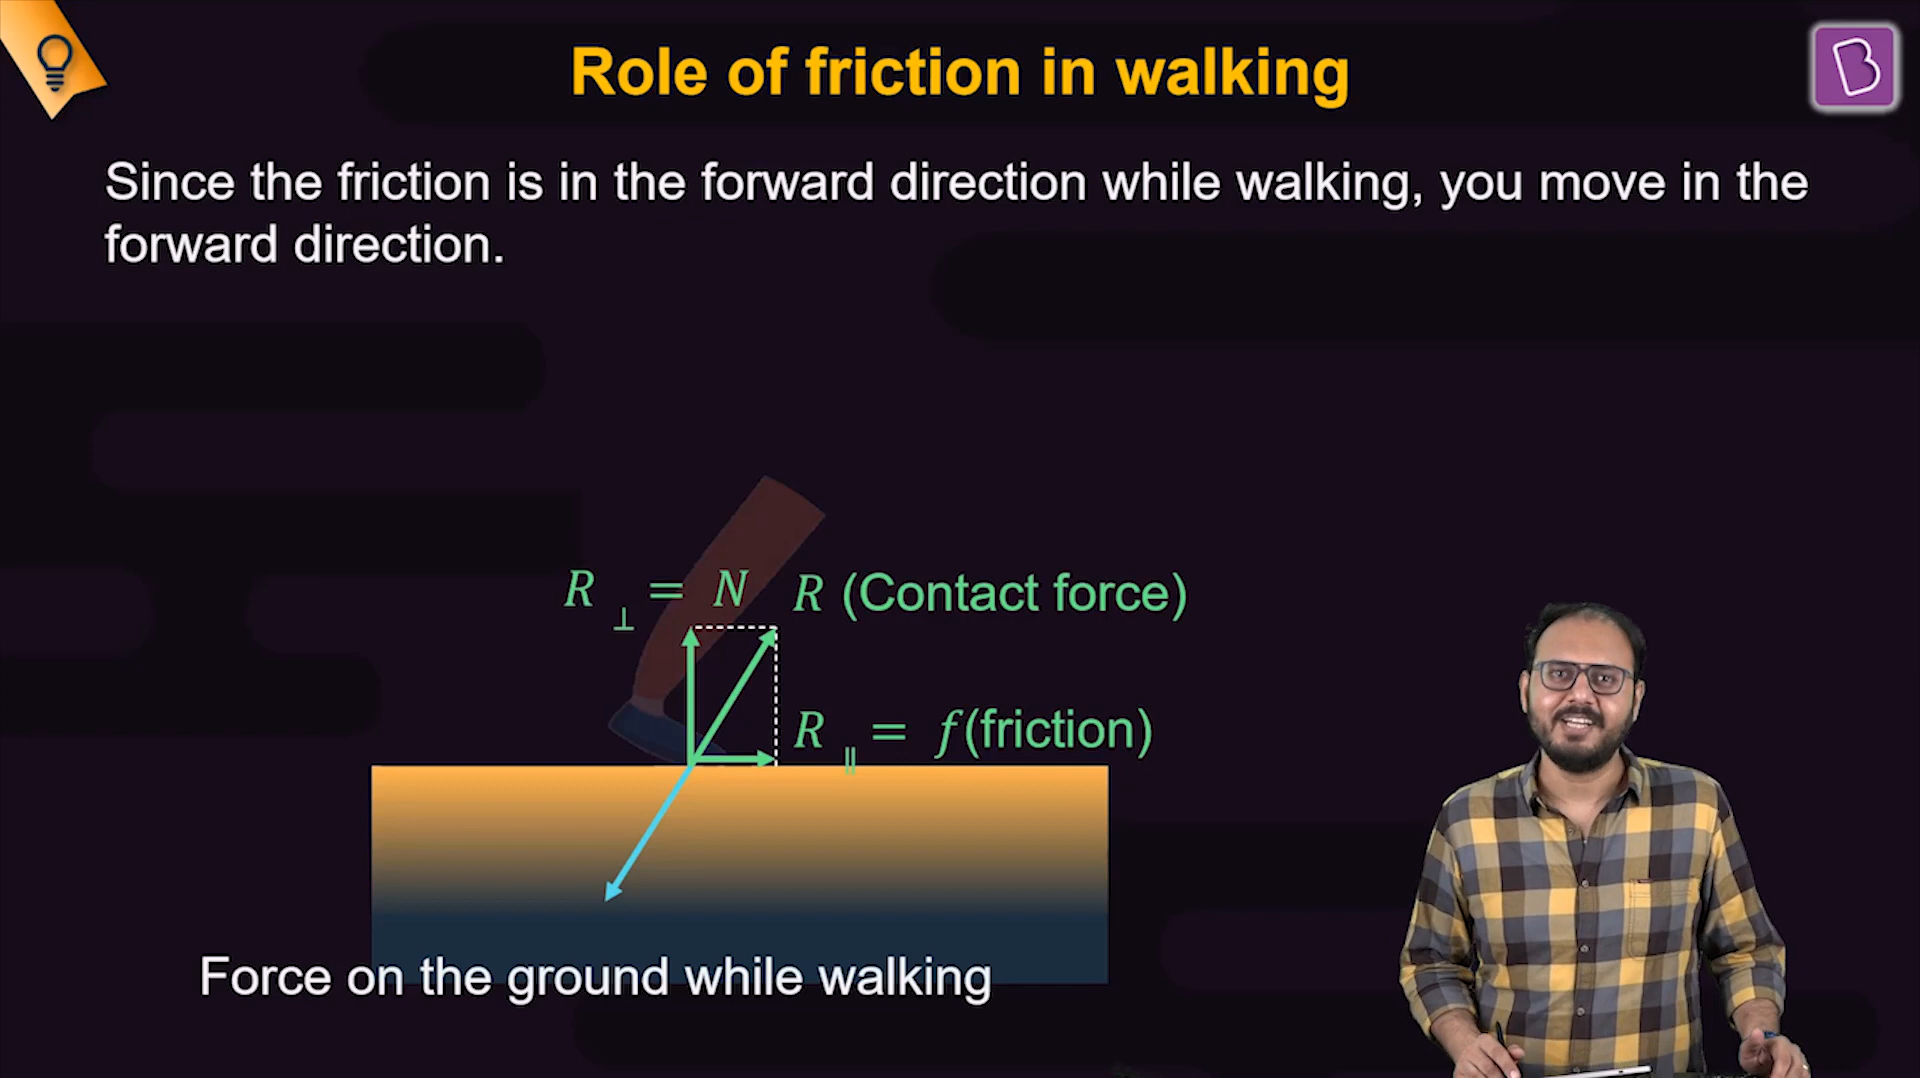 Role of friction in walking
Since the friction is in the forward direction while walking, you move in the
forward direction.
R ⊥ = N R (Contact force)
R ∥ = f(friction)
Force on the ground while walking
B